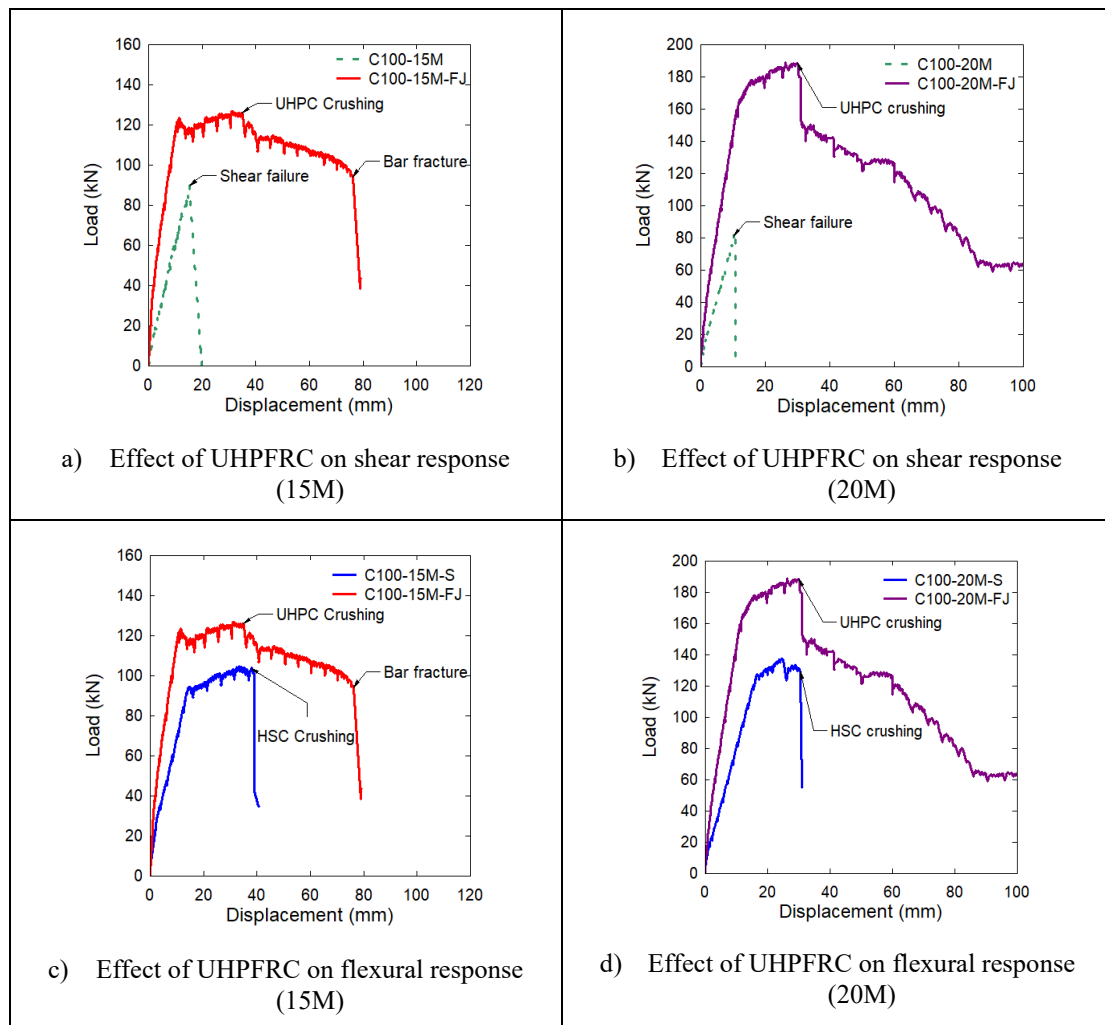 160
140
120
100
80
60
40
20
0
Load (kN)
C100-15M
C100-15M-FJ
UHPC Crushing
Bar fracture
Shear failure
0 20 40 60 80 100 120
Displacement (mm)
a) Effect of UHPFRC on shear response
(15M)
200
180
160
140
120
100
80
60
40
20
0
Load (kN)
C100-20M
C100-20M-FJ
UHPC crushing
Shear failure
0 20 40 60 80 100
Displacement (mm)
b) Effect of UHPFRC on shear response
(20M)
160
140
120
100
80
60
40
20
0
Load (kN)
C100-15M-S
C100-15M-FJ
UHPC Crushing
Bar fracture
HSC Crushing
0 20 40 60 80 100 120
Displacement (mm)
c) Effect of UHPFRC on flexural response
(15M)
200
180
160
140
120
100
80
60
40
20
0
Load (kN)
C100-20M-S
C100-20M-FJ
UHPC crushing
HSC crushing
0 20 40 60 80 100
Displacement (mm)
d) Effect of UHPFRC on flexural response
(20M)